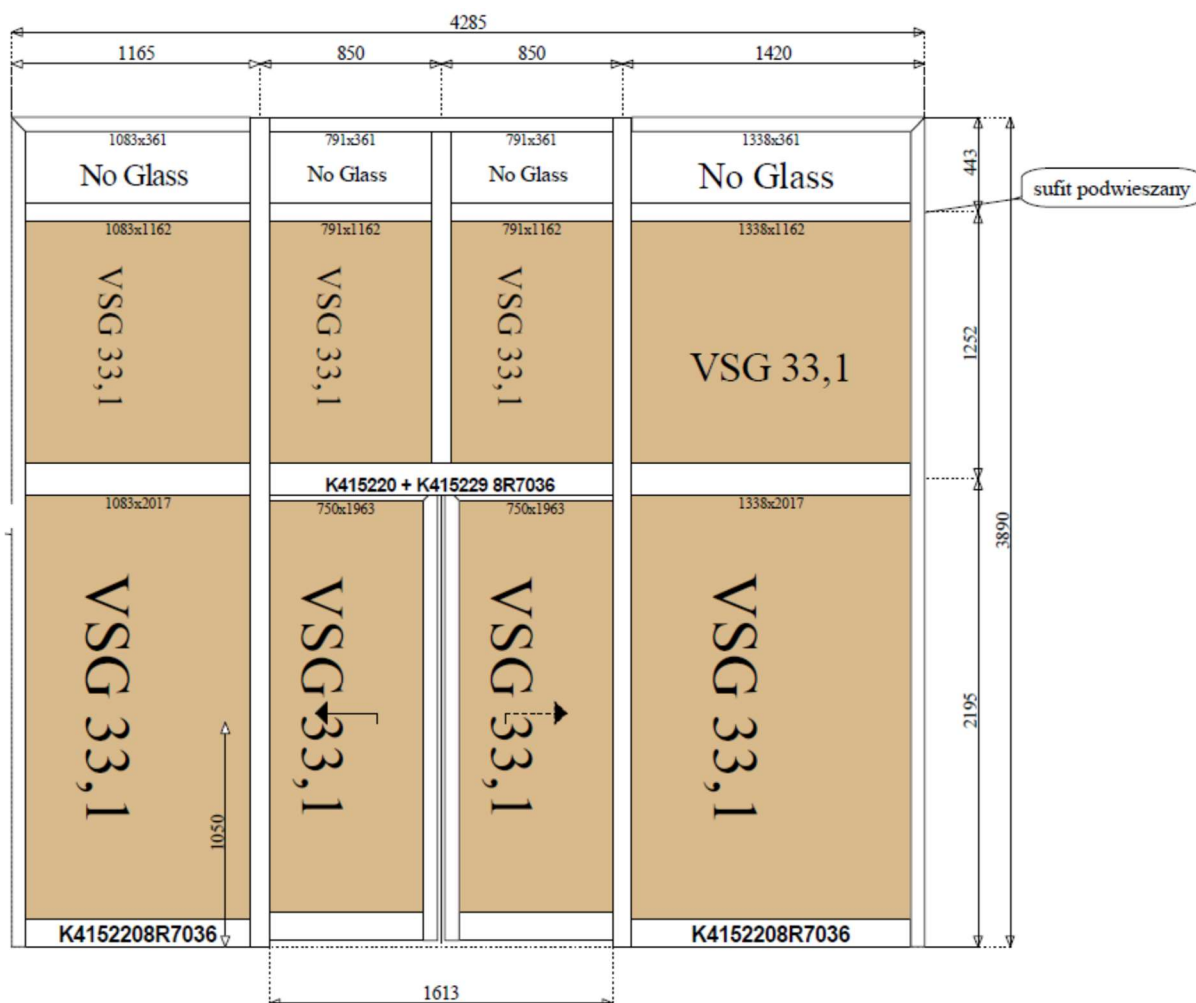 4285
1165 850 850 1420
1083x361 791x361 791x361 1338x361
No Glass No Glass No Glass No Glass
443
sufit podwieszany
1083x1162 791x1162 791x1162 1338x1162
VSG 33,1 VSG 33,1 VSG 33,1 VSG 33,1
1252
K415220 + K415229 8R7036
3890
1083x2017 750x1963 750x1963 1338x2017
VSG 33,1 VSG 33,1 VSG 33,1 VSG 33,1
2195
1050
K4152208R7036 K4152208R7036
1613